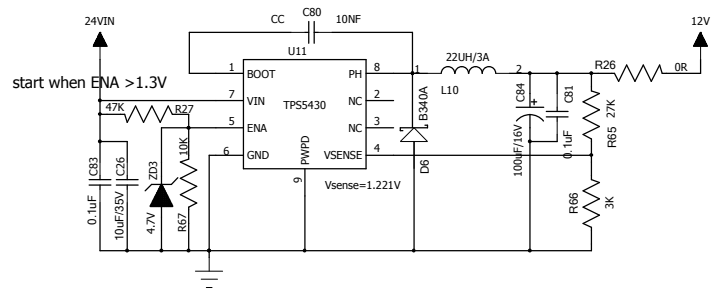 24VIN
CC
C80
10NF
12V
U11
start when ENA >1.3V
1
BOOT
PH
8
1
22UH/3A
2
L10
R26
0R
7
VIN
NC
2
TPS5430
47K
R27
5
ENA
NC
3
6
GND
PWPD
VSENSE
4
9
Vsense=1.221V
B340A
D6
C84
100uF/16V
C81
0.1uF
27K
R65
R66
3K
C83
0.1uF
C26
10uF/35V
ZD3
4.7V
10K
R67